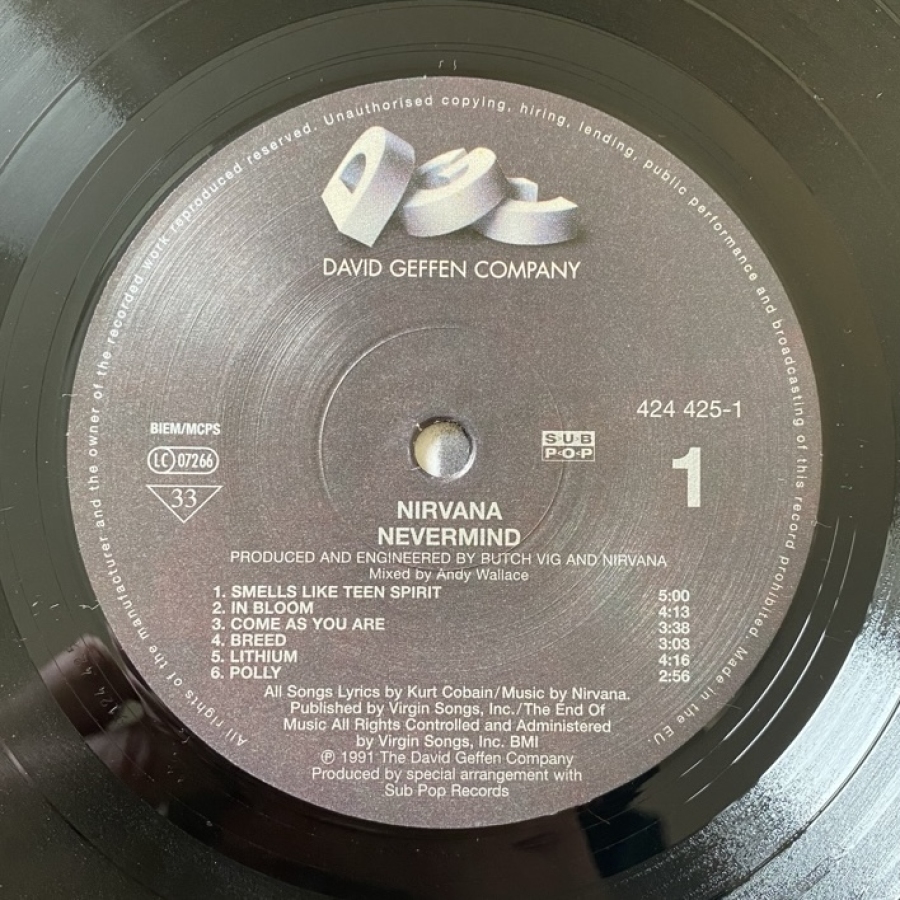 All rights of the manufacturer and the owner of the recorded work reproduced reserved. Unauthorised copying, hiring, lending, public performance and broadcasting of this record prohibited. Made in the EU.
DGC
DAVID GEFFEN COMPANY
424 425-1
BIEM/MCPS
LC 07266
33
SUB
POP
1
NIRVANA
NEVERMIND
PRODUCED AND ENGINEERED BY BUTCH VIG AND NIRVANA
Mixed by Andy Wallace
1. SMELLS LIKE TEEN SPIRIT 5:00
2. IN BLOOM 4:13
3. COME AS YOU ARE 3:38
4. BREED 3:03
5. LITHIUM 4:16
6. POLLY 2:56
All Songs Lyrics by Kurt Cobain/Music by Nirvana.
Published by Virgin Songs, Inc./The End Of
Music All Rights Controlled and Administered
by Virgin Songs, Inc. BMI
℗ 1991 The David Geffen Company
Produced by special arrangement with
Sub Pop Records